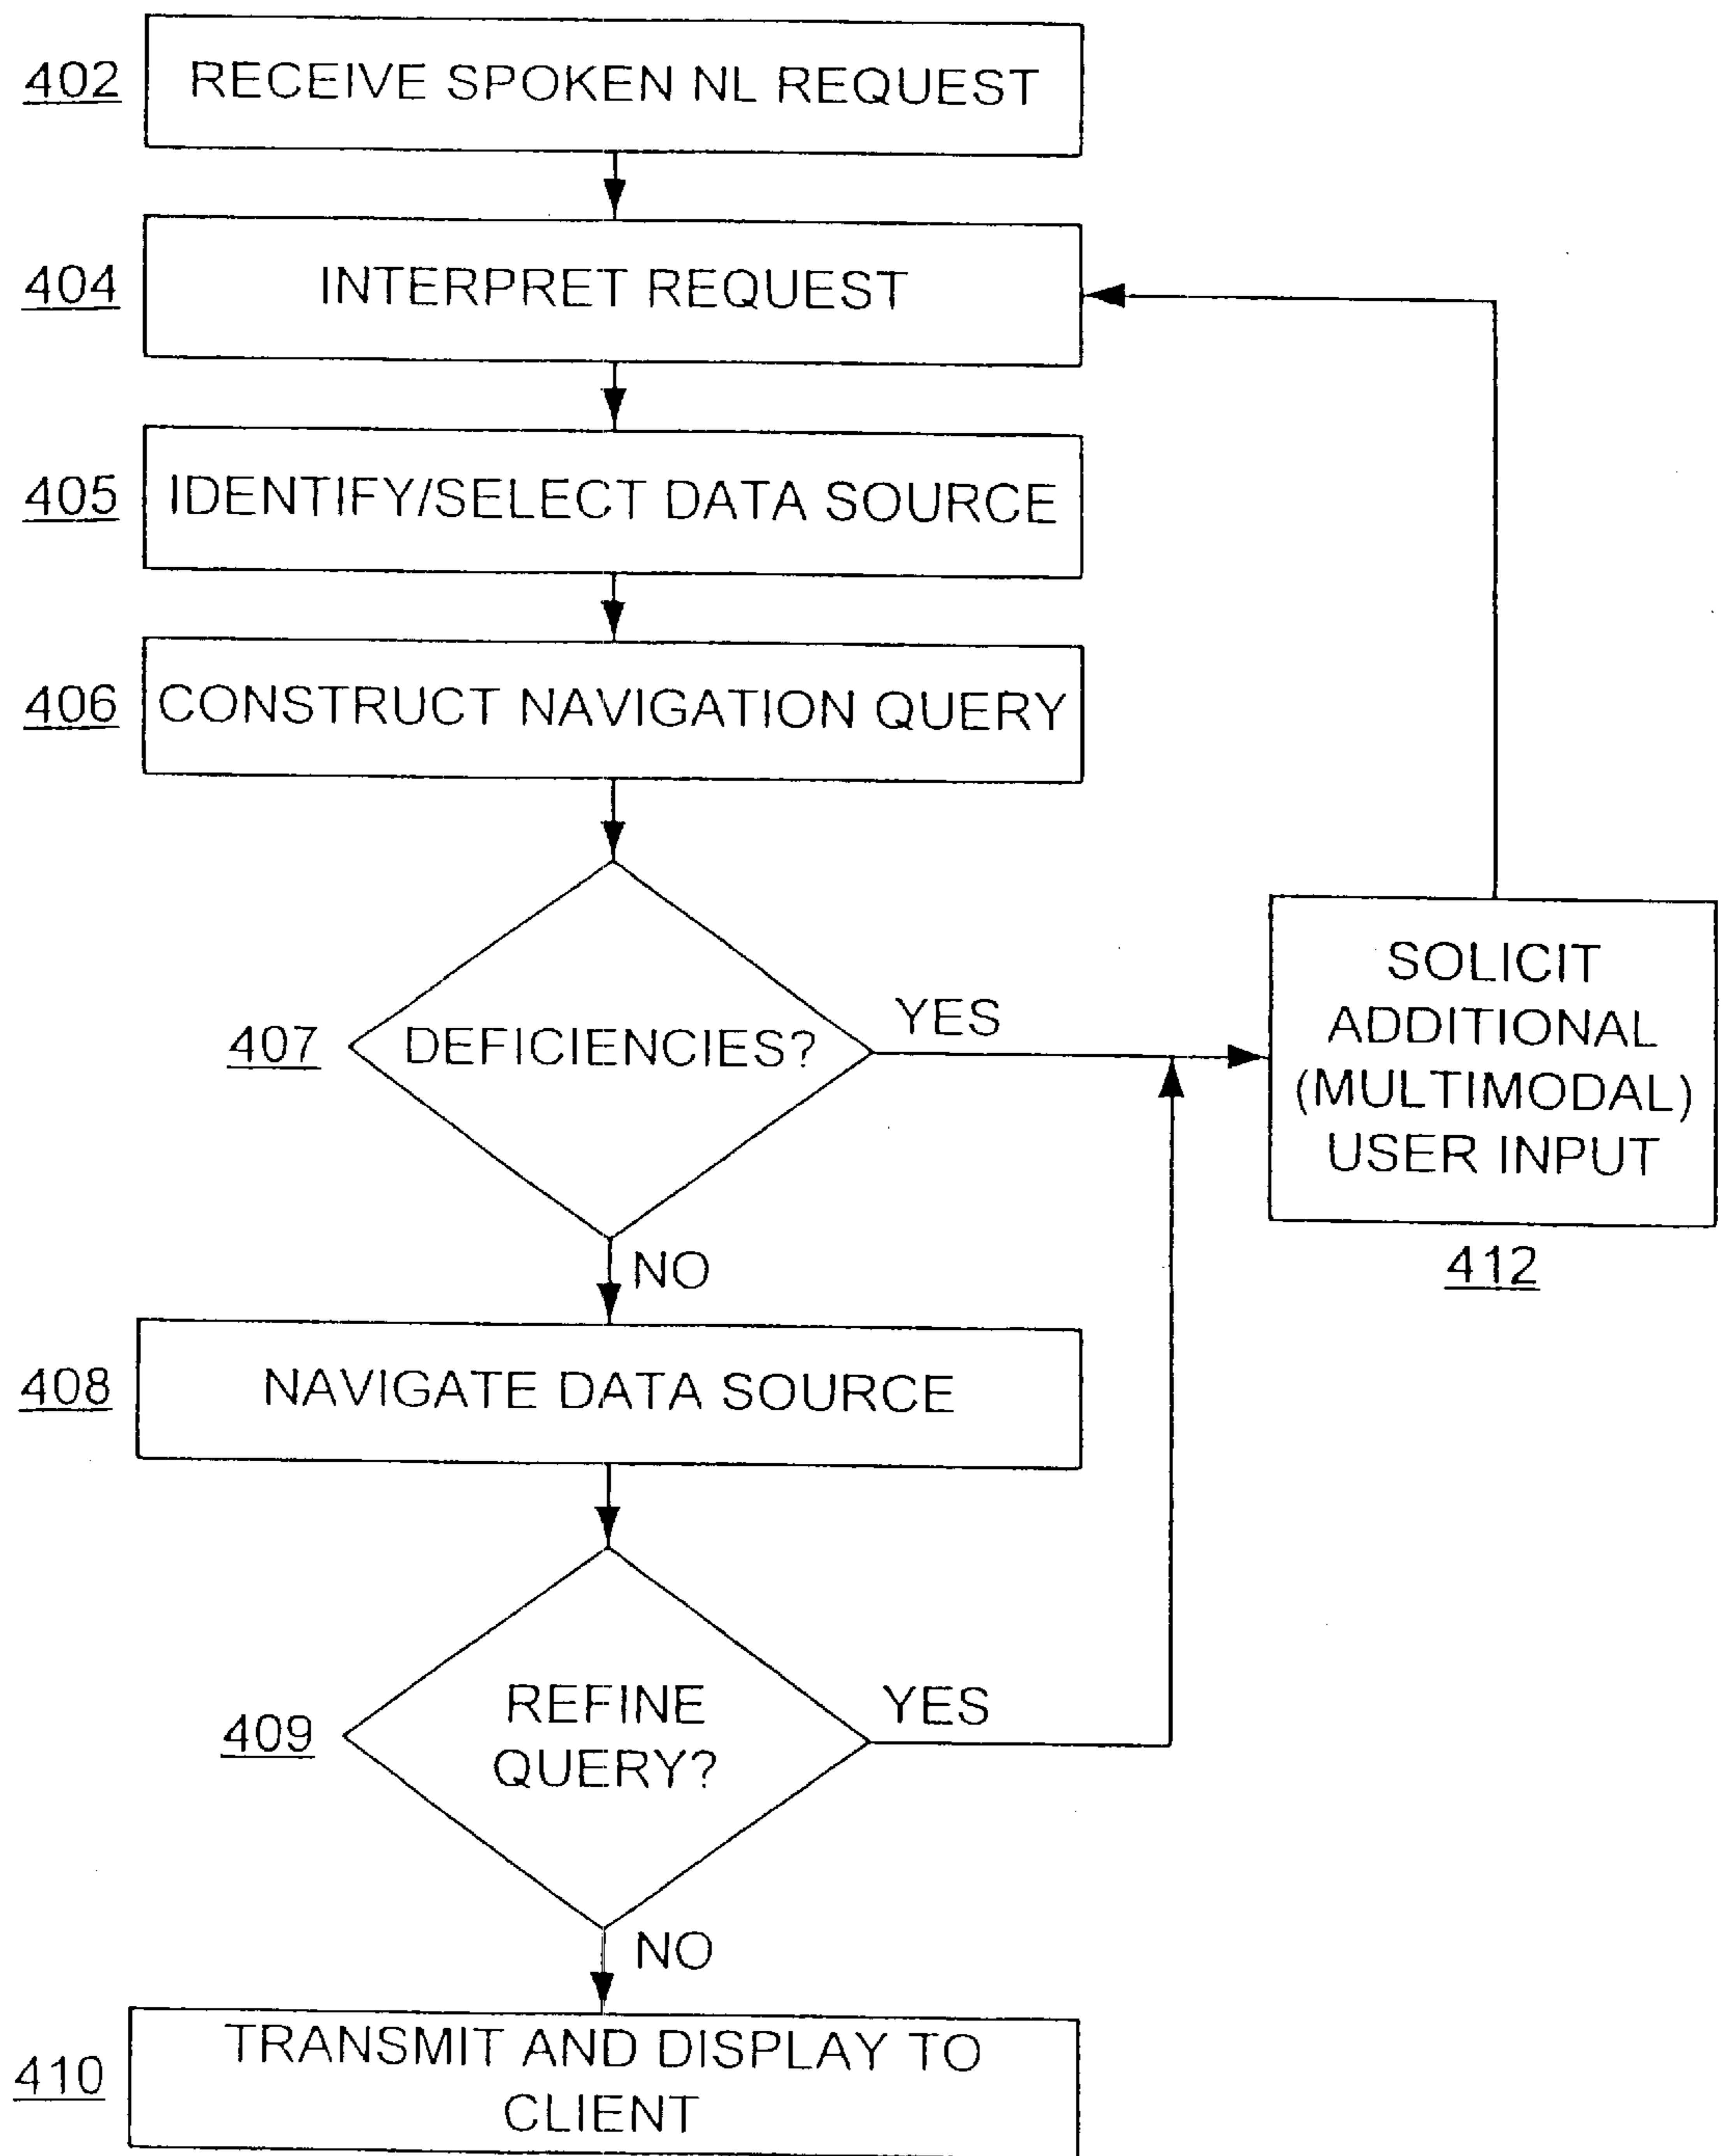 402 RECEIVE SPOKEN NL REQUEST
404 INTERPRET REQUEST
405 IDENTIFY/SELECT DATA SOURCE
406 CONSTRUCT NAVIGATION QUERY
407 DEFICIENCIES? YES
SOLICIT
ADDITIONAL
(MULTIMODAL)
USER INPUT
412
NO
408 NAVIGATE DATA SOURCE
409 REFINE
QUERY?
YES
NO
410 TRANSMIT AND DISPLAY TO
CLIENT